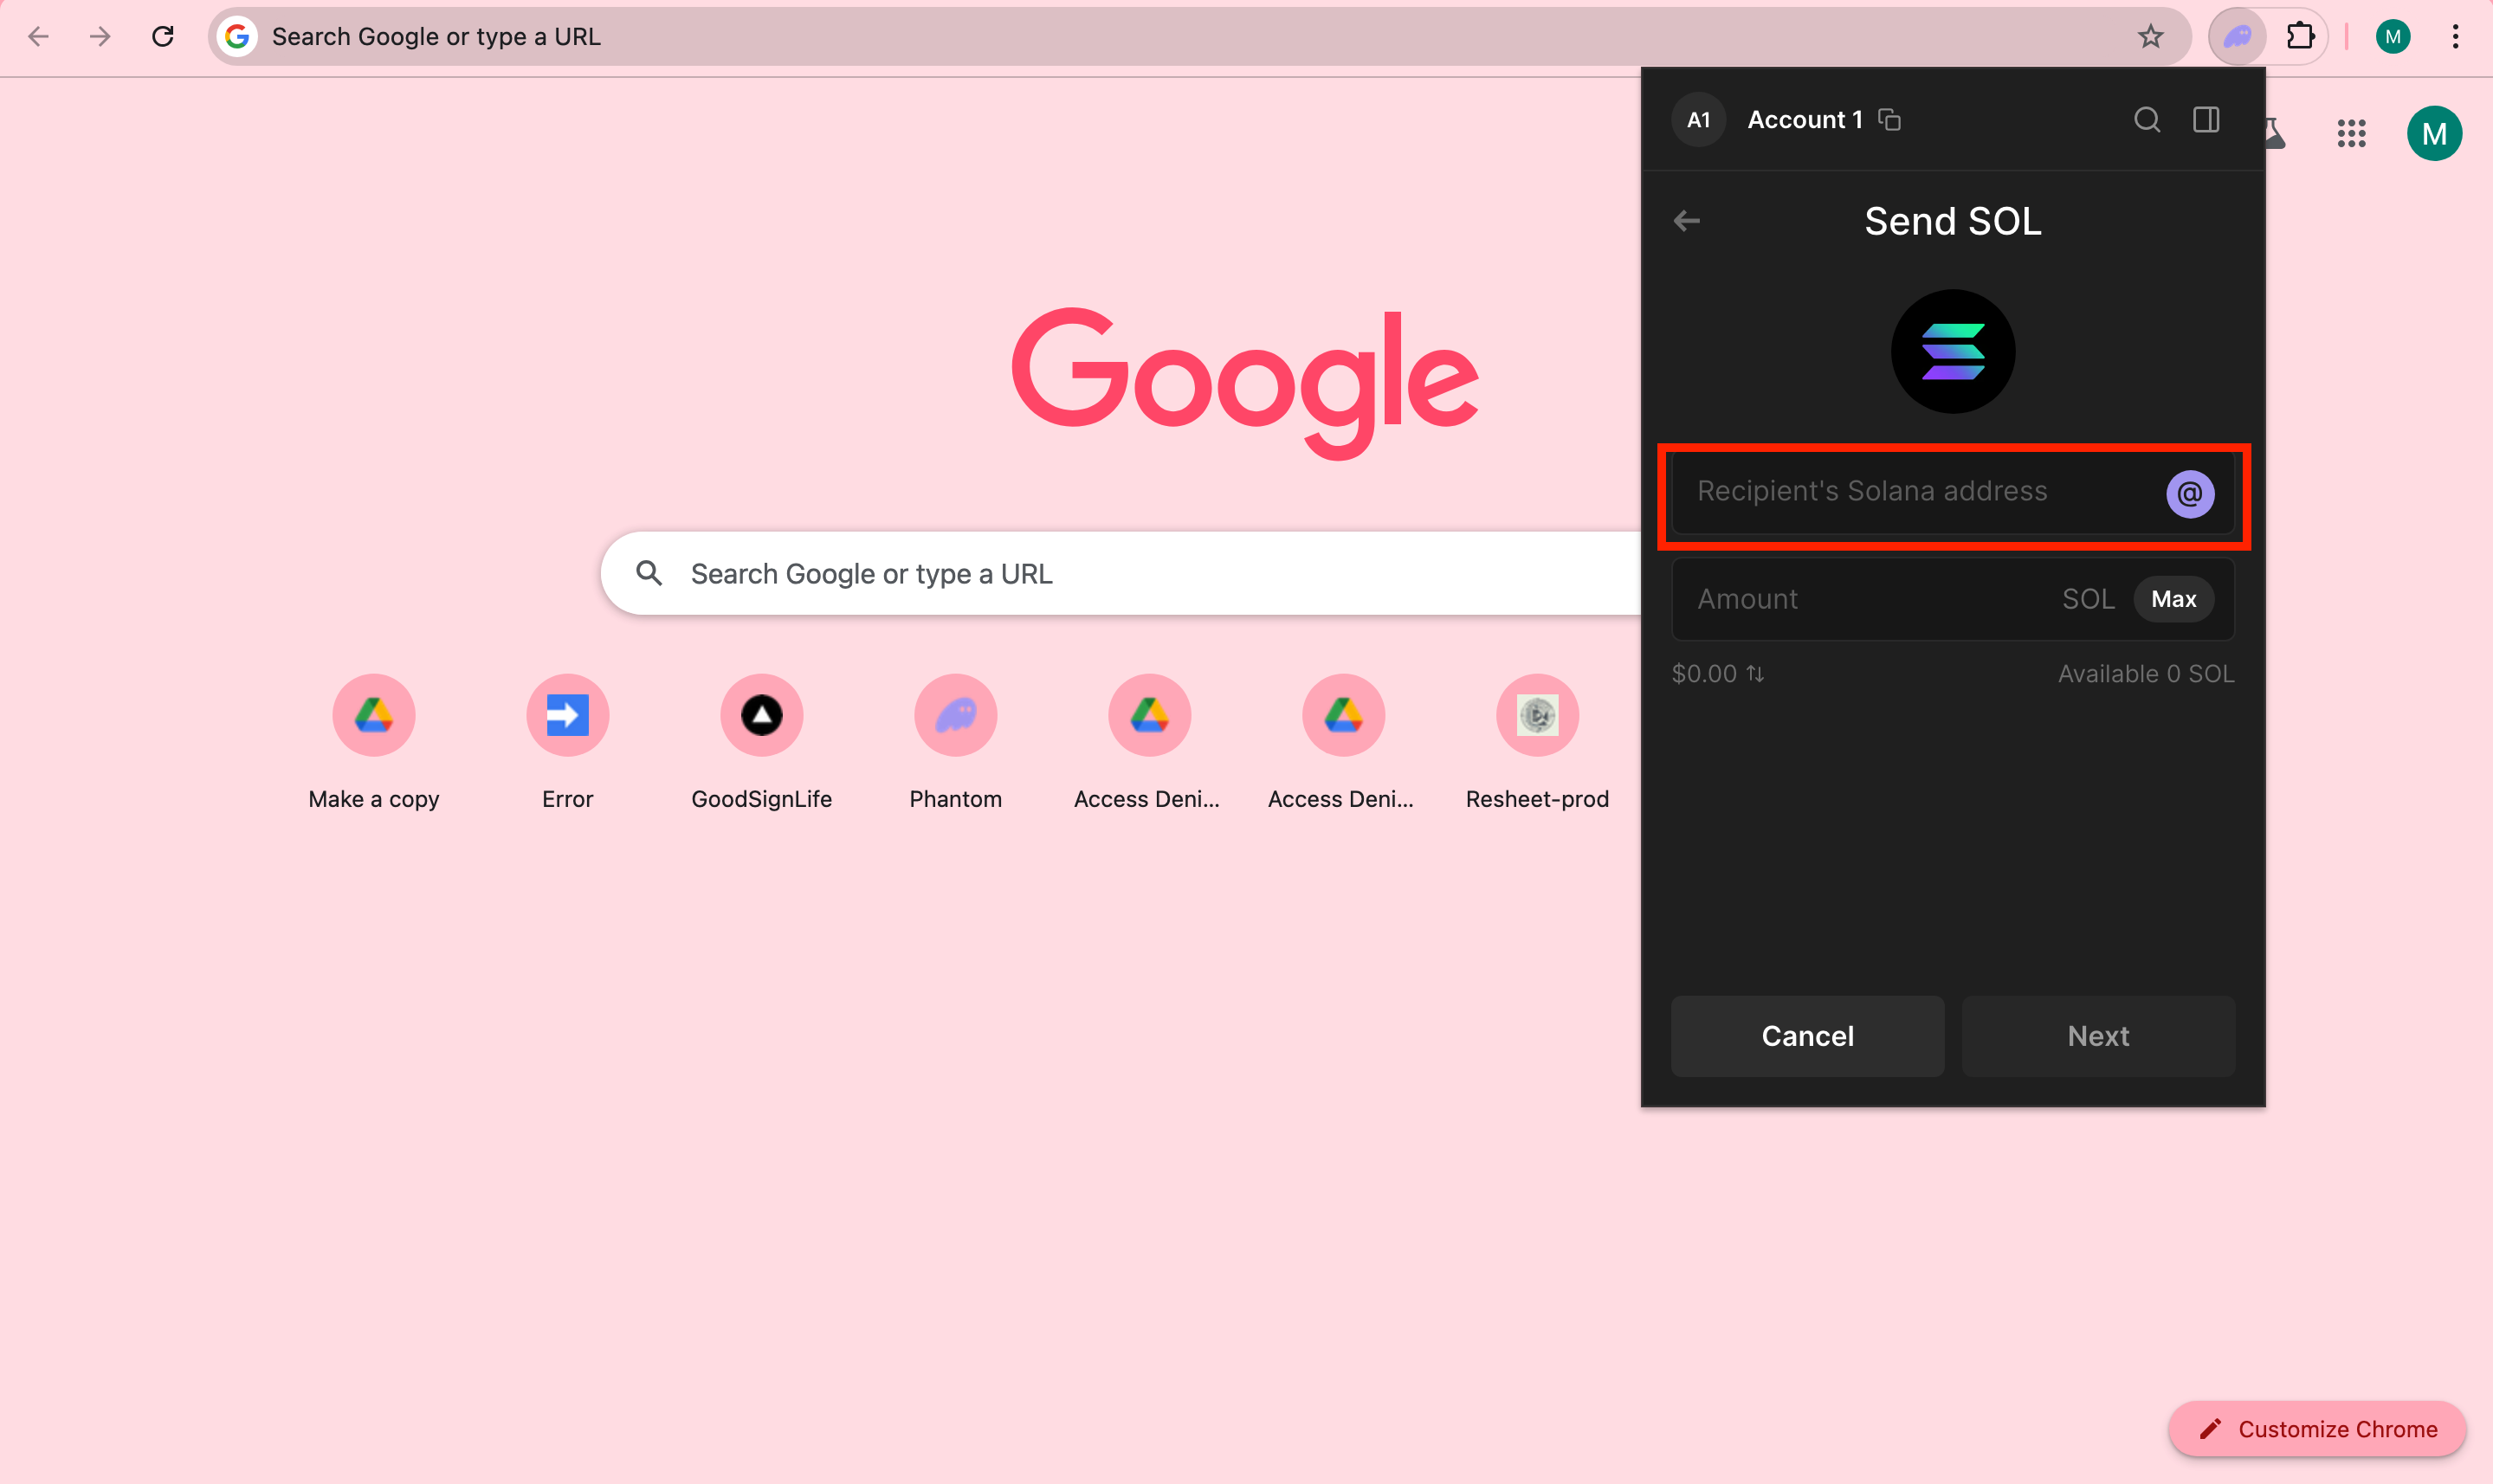 Search Google or type a URL
M
A1
Account 1
M
Send SOL
Google
Recipient's Solana address
@
Search Google or type a URL
Amount
SOL
Max
$0.00
Available 0 SOL
Make a copy
Error
GoodSignLife
Phantom
Access Deni...
Access Deni...
Resheet-prod
Cancel
Next
Customize Chrome